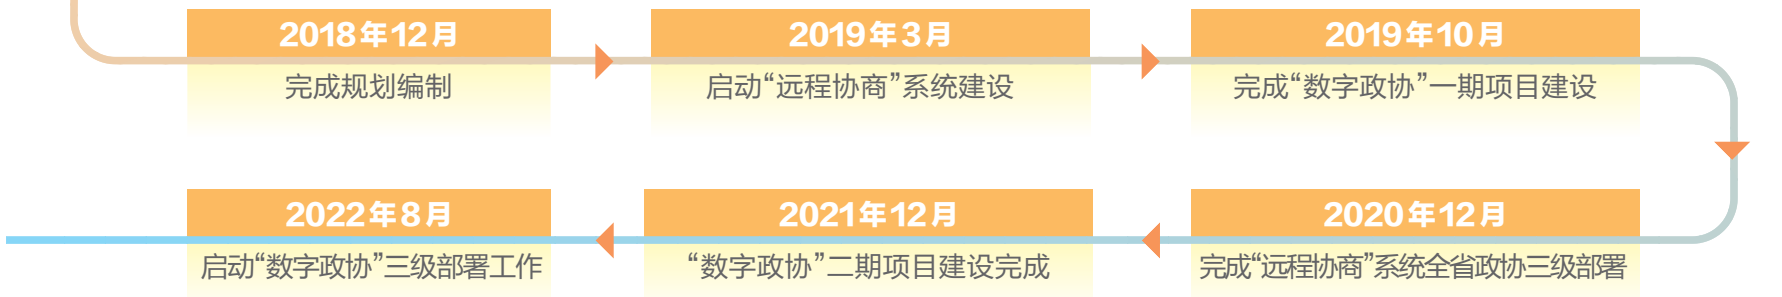 2018年12月
完成规划编制
2019年3月
启动“远程协商”系统建设
2019年10月
完成“数字政协”一期项目建设
2020年12月
完成“远程协商”系统全省政协三级部署
2021年12月
“数字政协”二期项目建设完成
2022年8月
启动“数字政协”三级部署工作